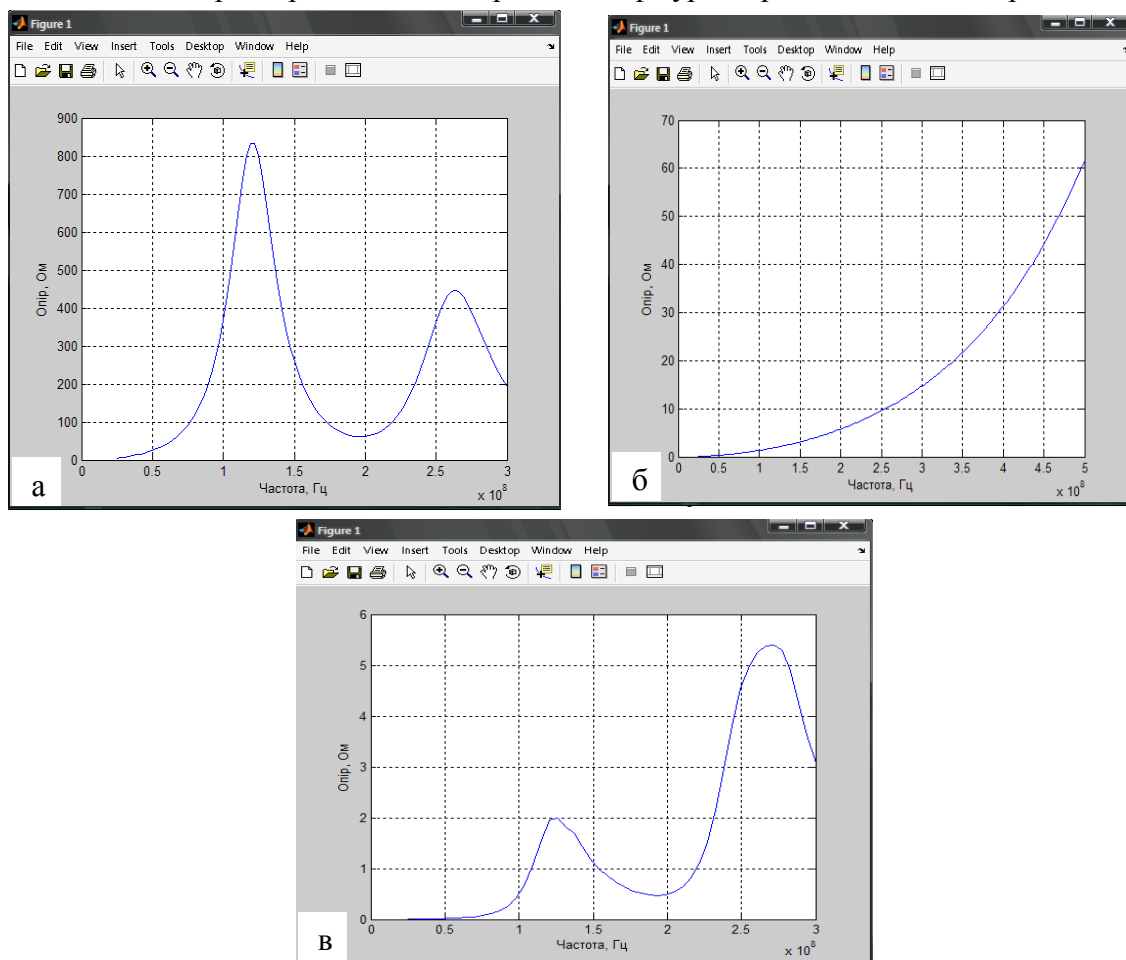 Figure 1
File Edit View Insert Tools Desktop Window Help
900
800
700
600
500
400
300
200
100
0
0 0.5 1 1.5 2 2.5 3
Опір, Ом
Частота, Гц
x 10^8
а
Figure 1
File Edit View Insert Tools Desktop Window Help
70
60
50
40
30
20
10
0
0 0.5 1 1.5 2 2.5 3 3.5 4 4.5 5
Опір, Ом
Частота, Гц
x 10^8
б
Figure 1
File Edit View Insert Tools Desktop Window Help
6
5
4
3
2
1
0
0 0.5 1 1.5 2 2.5 3
Опір, Ом
Частота, Гц
x 10^8
в